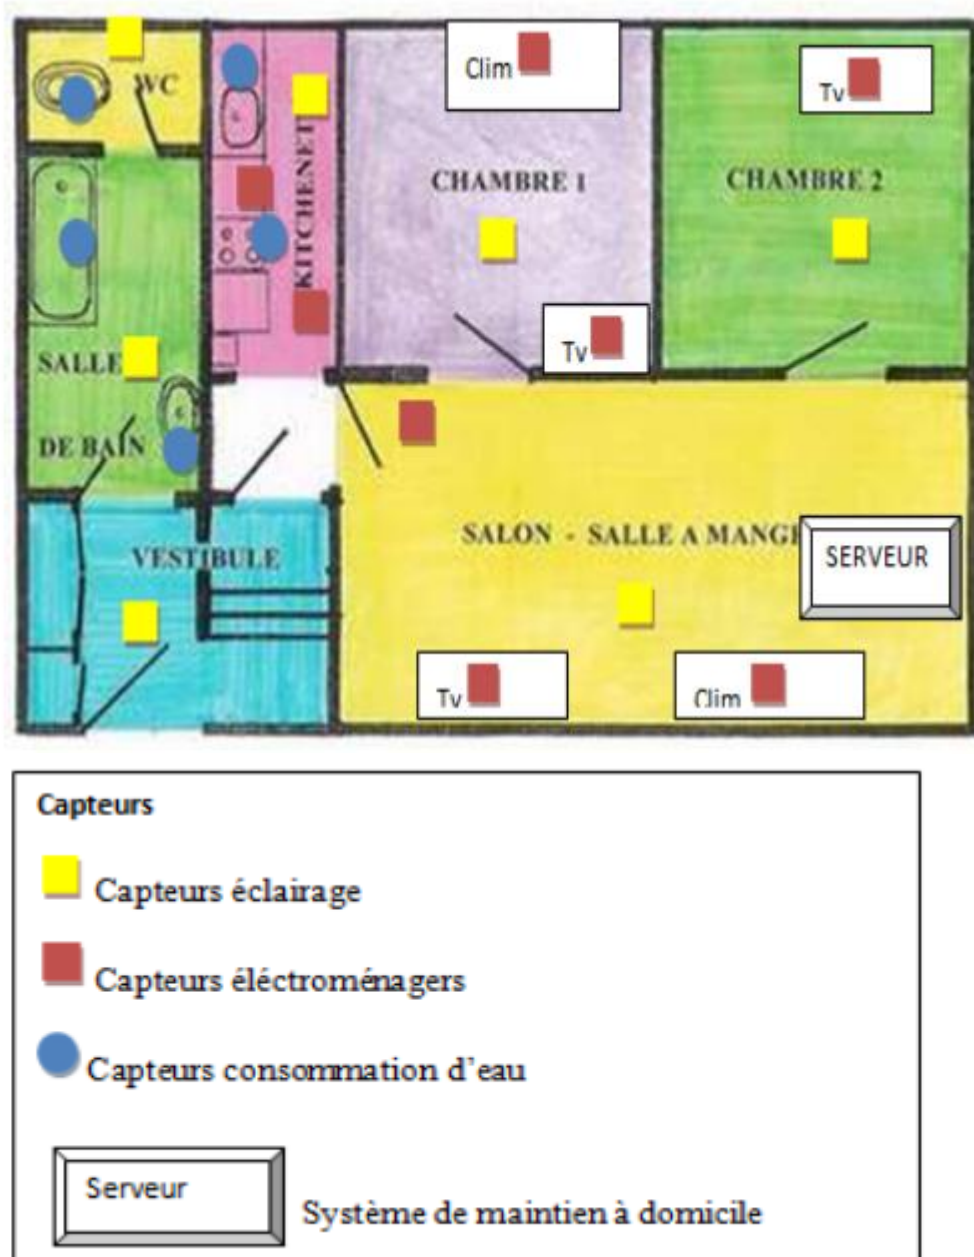 WC
Clim
Tv
KITCHENET
CHAMBRE 1
CHAMBRE 2
Tv
SALLE
DE BAIN
VESTIBULE
SALON - SALLE A MANGE
SERVEUR
Tv
Clim
Capteurs
Capteurs éclairage
Capteurs éléctroménagers
Capteurs consommation d'eau
Serveur
Système de maintien à domicile